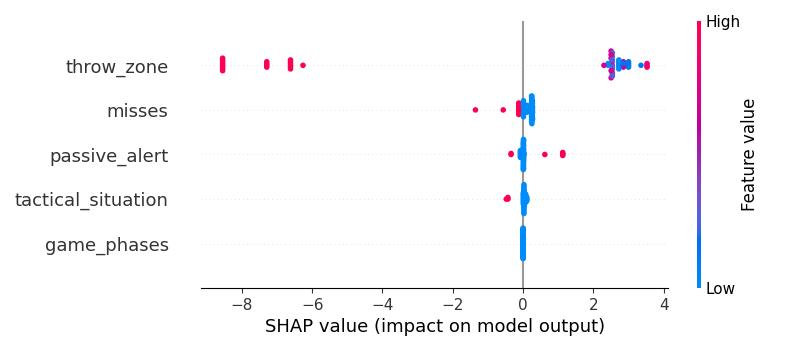 High
throw_zone
misses
passive_alert
tactical_situation
game_phases
Feature value
Low
−8 −6 −4 −2 0 2 4
SHAP value (impact on model output)